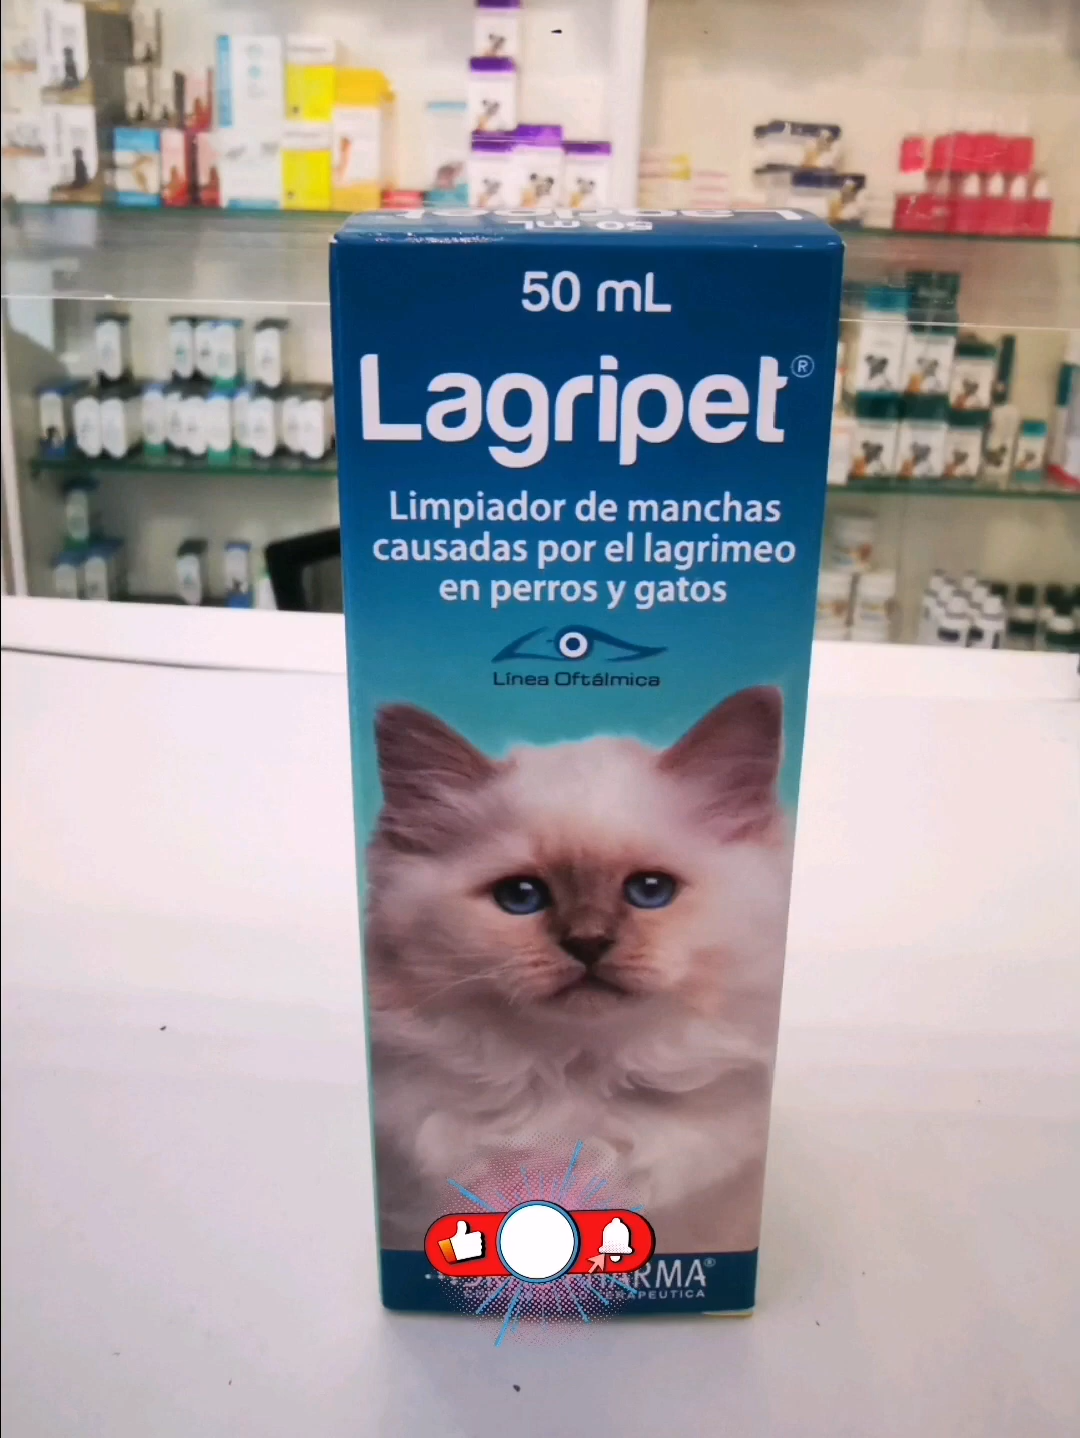 50 mL
Lagripet®
Limpiador de manchas
causadas por el lagrimeo
en perros y gatos
Línea Oftálmica